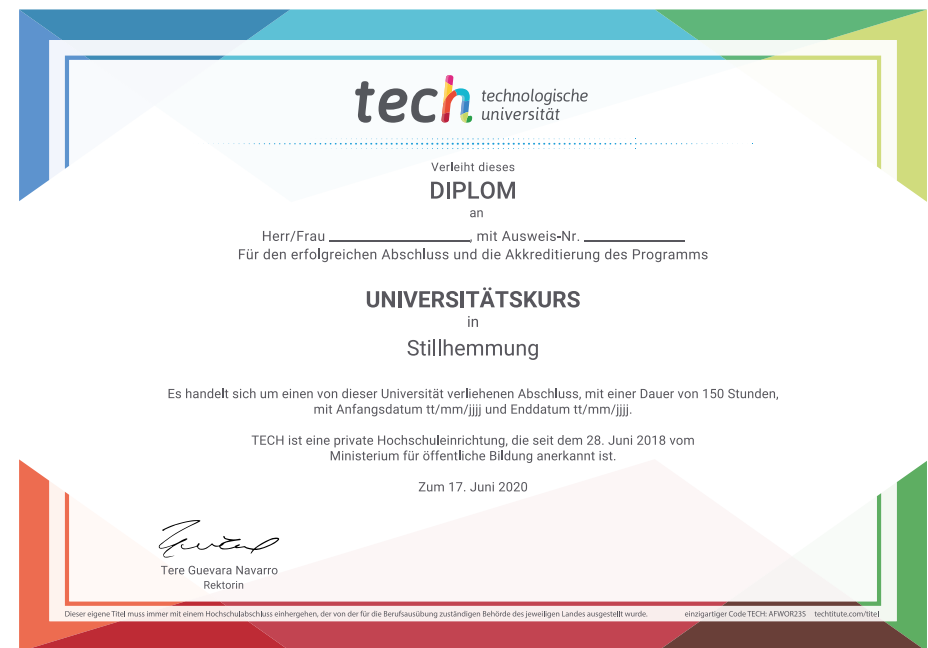 tech technologische
universität
Verleiht dieses
DIPLOM
an
Herr/Frau ____________________, mit Ausweis-Nr. ______________
Für den erfolgreichen Abschluss und die Akkreditierung des Programms
UNIVERSITÄTSKURS
in
Stillhemmung
Es handelt sich um einen von dieser Universität verliehenen Abschluss, mit einer Dauer von 150 Stunden,
mit Anfangsdatum tt/mm/jjjj und Enddatum tt/mm/jjjj.
TECH ist eine private Hochschuleinrichtung, die seit dem 28. Juni 2018 vom
Ministerium für öffentliche Bildung anerkannt ist.
Zum 17. Juni 2020
Tere Guevara Navarro
Rektorin
Dieser eigene Titel muss immer mit einem Hochschulabschluss einhergehen, der von der für die Berufsausübung zuständigen Behörde des jeweiligen Landes ausgestellt wurde. einzigartiger Code TECH: AFWOR23S techtitute.com/titel